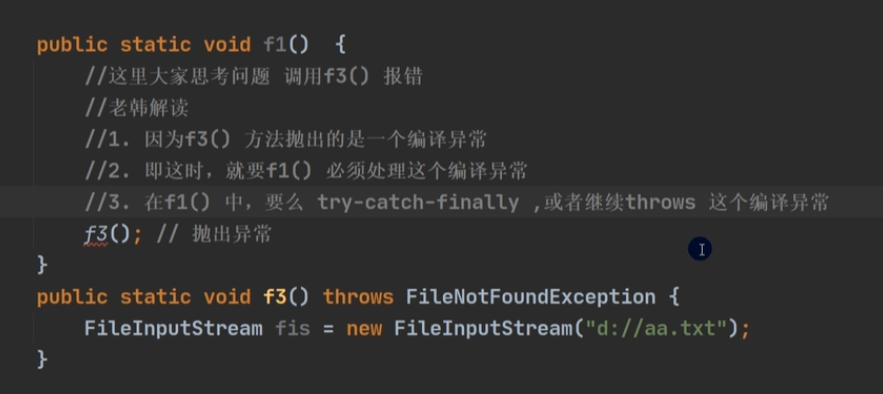 public static void f1()  {
//这里大家思考问题 调用f3() 报错
//老韩解读
//1. 因为f3() 方法抛出的是一个编译异常
//2. 即这时，就要f1() 必须处理这个编译异常
//3. 在f1() 中，要么 try-catch-finally ,或者继续throws 这个编译异常
f3(); // 抛出异常
}
public static void f3() throws FileNotFoundException {
FileInputStream fis = new FileInputStream("d://aa.txt");
}